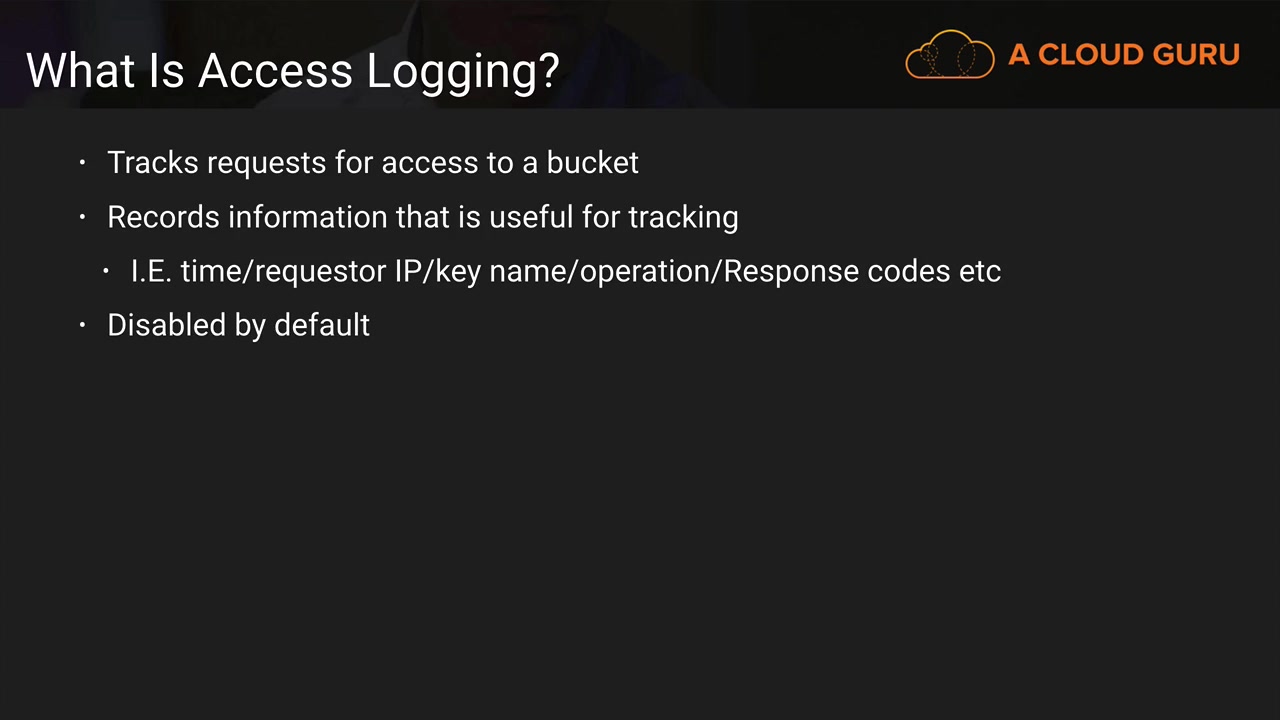 What Is Access Logging?
A CLOUD GURU
· Tracks requests for access to a bucket
· Records information that is useful for tracking
· I.E. time/requestor IP/key name/operation/Response codes etc
· Disabled by default